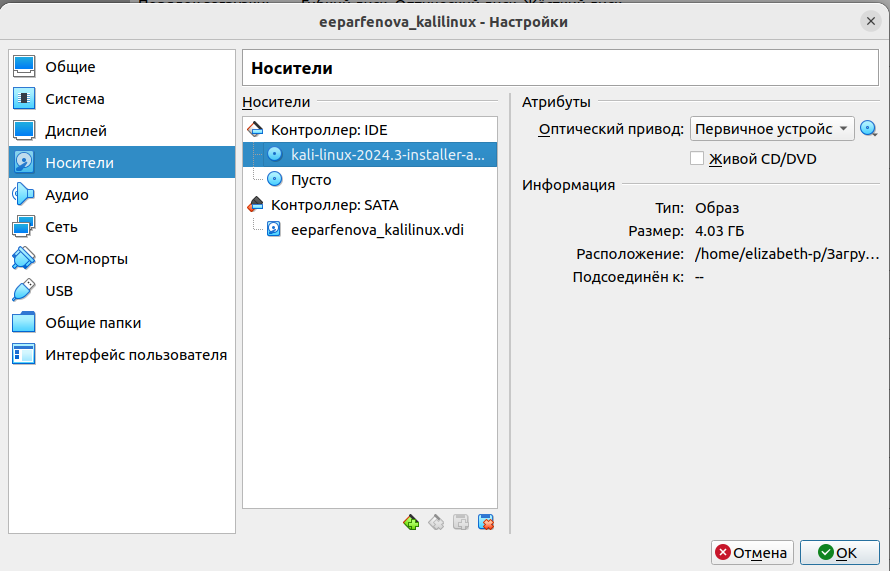 eeparfenova_kalilinux - Настройки
Общие
Система
Дисплей
Носители
Аудио
Сеть
COM-порты
USB
Общие папки
Интерфейс пользователя
Носители
Носители
Контроллер: IDE
kali-linux-2024.3-installer-a...
Пусто
Контроллер: SATA
eeparfenova_kalilinux.vdi
Атрибуты
Оптический привод: Первичное устройс
Живой CD/DVD
Информация
Тип: Образ
Размер: 4.03 ГБ
Расположение: /home/elizabeth-p/Загру...
Подсоединён к: --
Отмена
OK